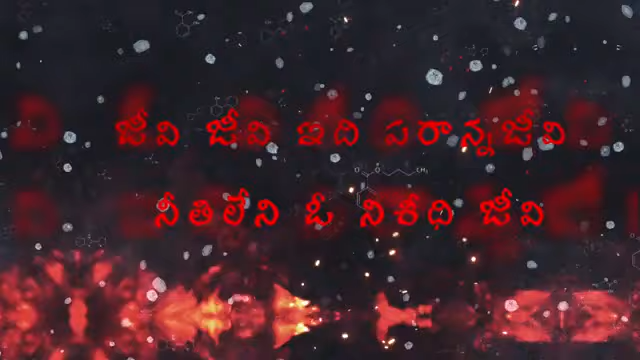 జీవి జీవి ఇది పరాన్నజీవి
నీతిలేని ఓ నిశీధి జీవి